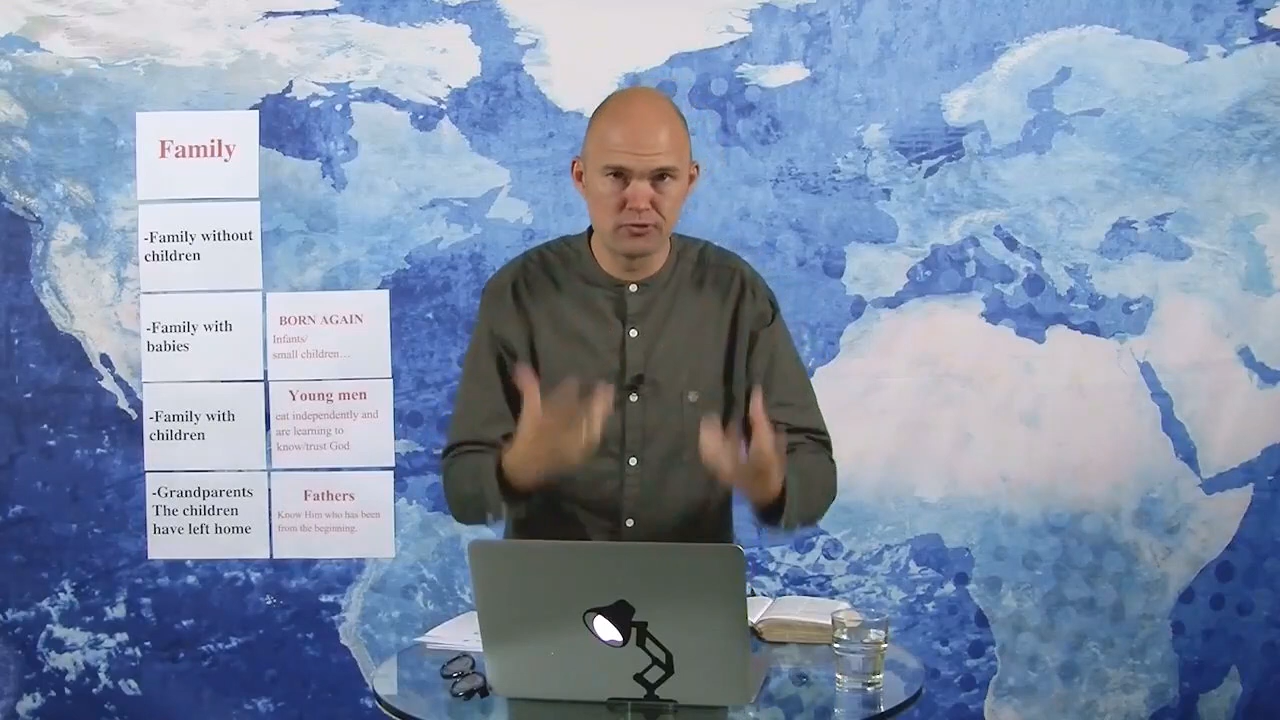 Family
-Family without
children
-Family with
babies
BORN AGAIN
Infants/
small children...
-Family with
children
Young men
eat independently and
are learning to
know/trust God
-Grandparents
The children
have left home
Fathers
Know Him who has been
from the beginning.